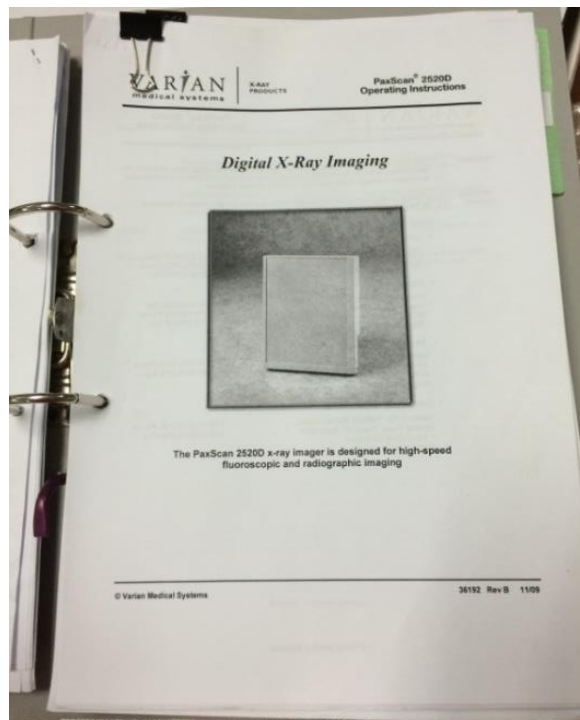 VARIAN
medical systems
X-RAY
PRODUCTS
PaxScan® 2520D
Operating Instructions
Digital X-Ray Imaging
The PaxScan 2520D x-ray imager is designed for high-speed
fluoroscopic and radiographic imaging
© Varian Medical Systems
36192 Rev B 11/09